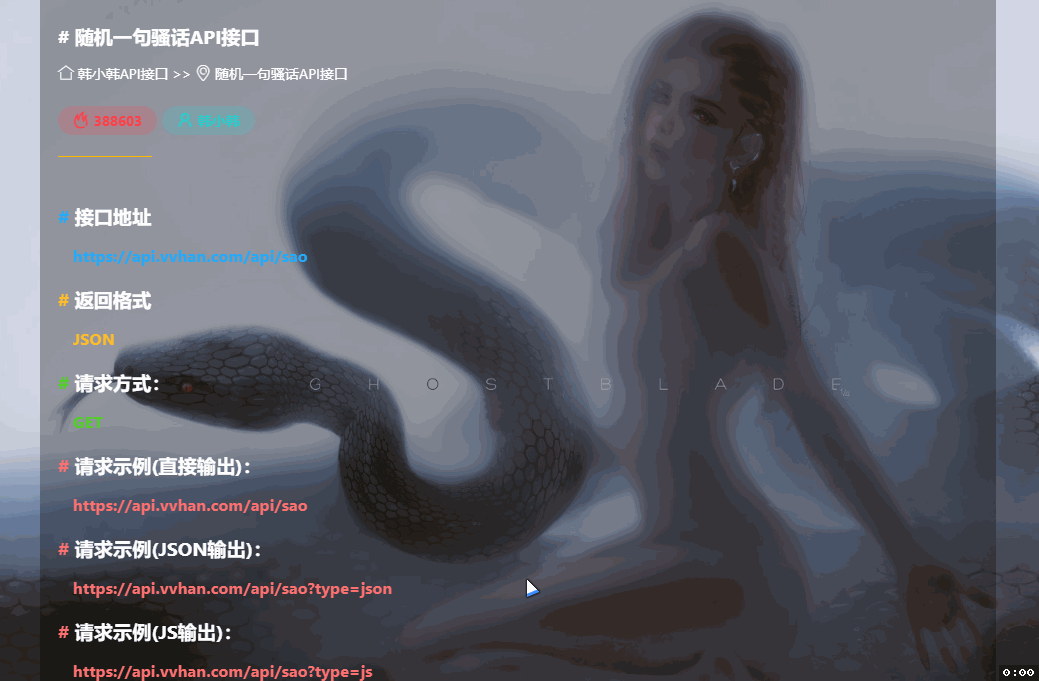 # 随机一句骚话API接口
韩小韩API接口 >> 随机一句骚话API接口
388603 韩小韩
# 接口地址
https://api.vvhan.com/api/sao
# 返回格式
JSON
G H O S T B L A D E
# 请求方式：
GET
# 请求示例(直接输出)：
https://api.vvhan.com/api/sao
# 请求示例(JSON输出)：
https://api.vvhan.com/api/sao?type=json
# 请求示例(JS输出)：
https://api.vvhan.com/api/sao?type=js
0:00